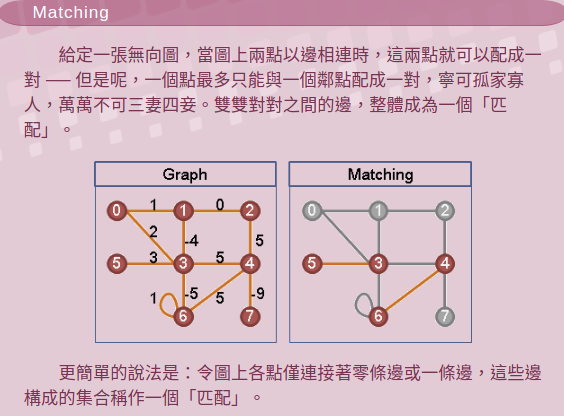 Matching
給定一張無向圖，當圖上兩點以邊相連時，這兩點就可以配成一
對 ── 但是呢，一個點最多只能與一個鄰點配成一對，寧可孤家寡
人，萬萬不可三妻四妾。雙雙對對之間的邊，整體成為一個「匹
配」。
Graph Matching
0 1 1 0 2 0 1 2
2 -4 5
5 3 3 5 4 5 3 4
1 -5 5 -9
6 7 6 7
更簡單的說法是：令圖上各點僅連接著零條邊或一條邊，這些邊
構成的集合稱作一個「匹配」。